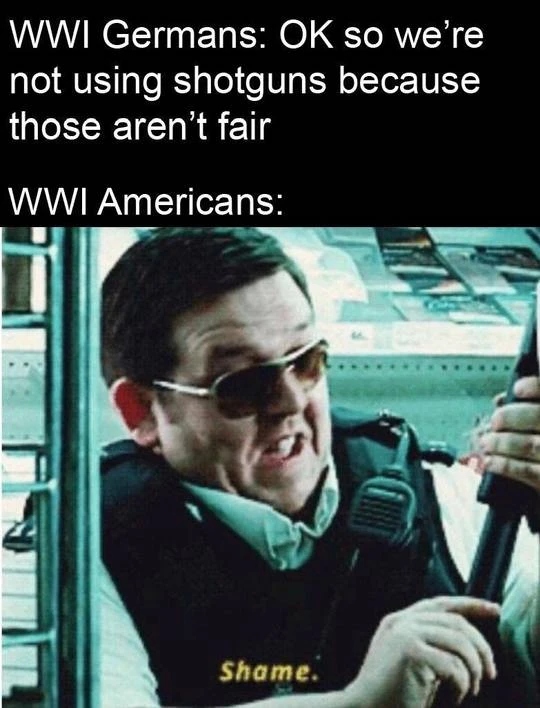 WWI Germans: OK so we’re
not using shotguns because
those aren’t fair
WWI Americans:
Shame.